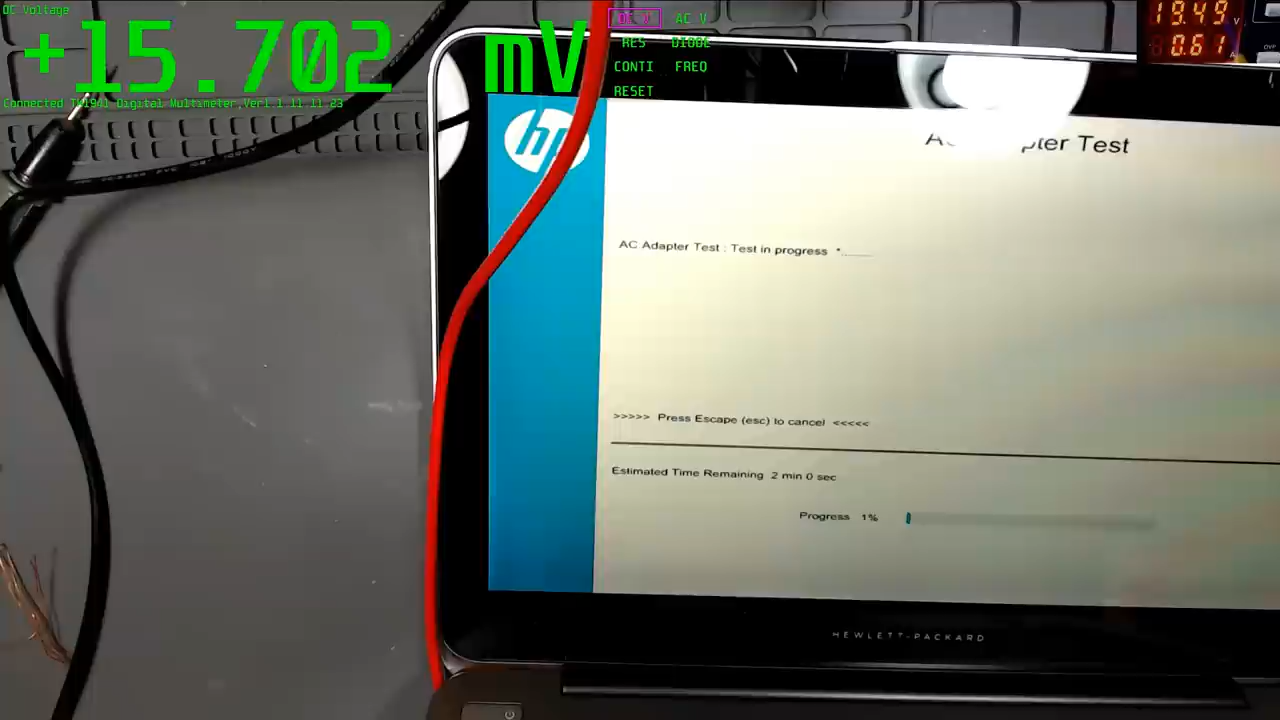 DC Voltage
+15.702 mV
Connected TM1941 Digital Multimeter,Ver1.1.11.11.23
DC V AC V
RES DIODE
CONTI FREQ
RESET
19.49 V
0.61
OVP
hp
Test
AC Adapter Test : Test in progress *.........
>>>>> Press Escape (esc) to cancel <<<<<
Estimated Time Remaining 2 min 0 sec
Progress 1%
HEWLETT-PACKARD